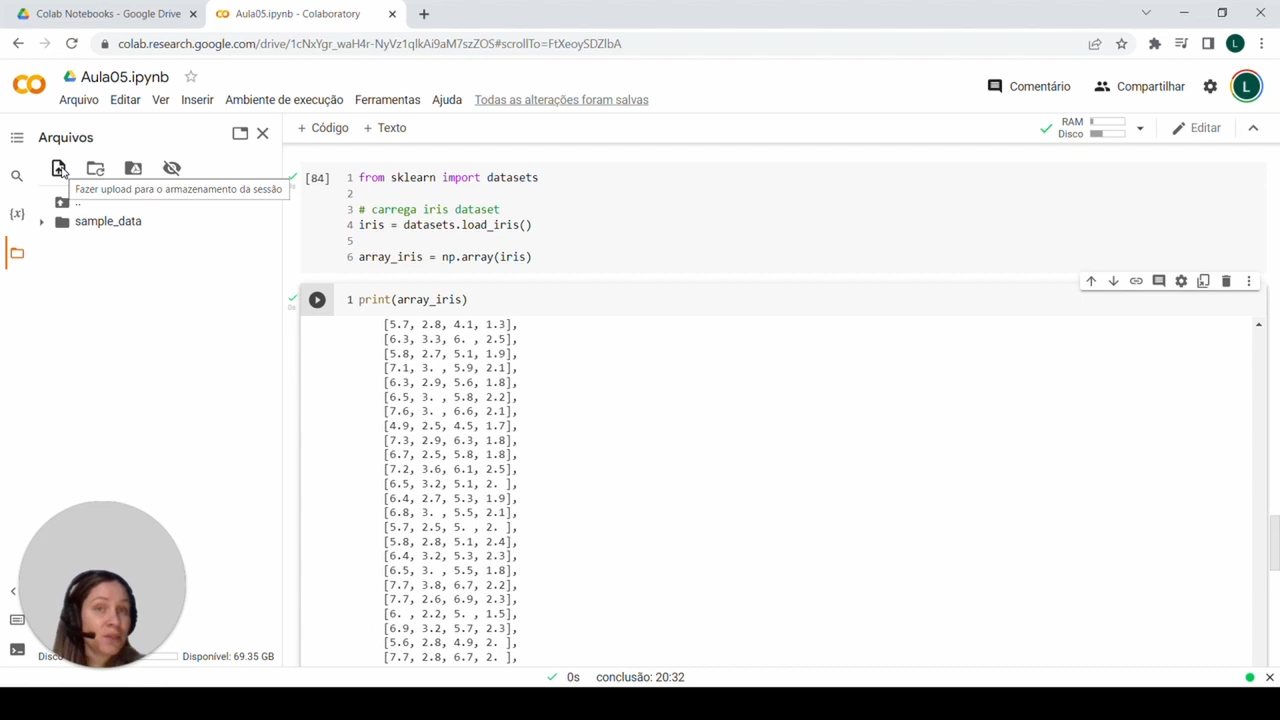 Colab Notebooks - Google Drive
Aula05.ipynb - Colaboratory
colab.research.google.com/drive/1cNxYgr_waH4r-NyVz1qlkAi9aM7szZOS#scrollTo=FtXeoySDZlbA
L
CO
Aula05.ipynb
Arquivo Editar Ver Inserir Ambiente de execução Ferramentas Ajuda Todas as alterações foram salvas
Comentário
Compartilhar
L
Arquivos
+ Código + Texto
RAM
Disco
Editar
Fazer upload para o armazenamento da sessão
..
sample_data
{x}
[84]
1 from sklearn import datasets
2
3 # carrega iris dataset
4 iris = datasets.load_iris()
5
6 array_iris = np.array(iris)
0s
1 print(array_iris)
[5.7, 2.8, 4.1, 1.3],
[6.3, 3.3, 6. , 2.5],
[5.8, 2.7, 5.1, 1.9],
[7.1, 3. , 5.9, 2.1],
[6.3, 2.9, 5.6, 1.8],
[6.5, 3. , 5.8, 2.2],
[7.6, 3. , 6.6, 2.1],
[4.9, 2.5, 4.5, 1.7],
[7.3, 2.9, 6.3, 1.8],
[6.7, 2.5, 5.8, 1.8],
[7.2, 3.6, 6.1, 2.5],
[6.5, 3.2, 5.1, 2. ],
[6.4, 2.7, 5.3, 1.9],
[6.8, 3. , 5.5, 2.1],
[5.7, 2.5, 5. , 2. ],
[5.8, 2.8, 5.1, 2.4],
[6.4, 3.2, 5.3, 2.3],
[6.5, 3. , 5.5, 1.8],
[7.7, 3.8, 6.7, 2.2],
[7.7, 2.6, 6.9, 2.3],
[6. , 2.2, 5. , 1.5],
[6.9, 3.2, 5.7, 2.3],
[5.6, 2.8, 4.9, 2. ],
[7.7, 2.8, 6.7, 2. ],
Disponível: 69.35 GB
0s conclusão: 20:32